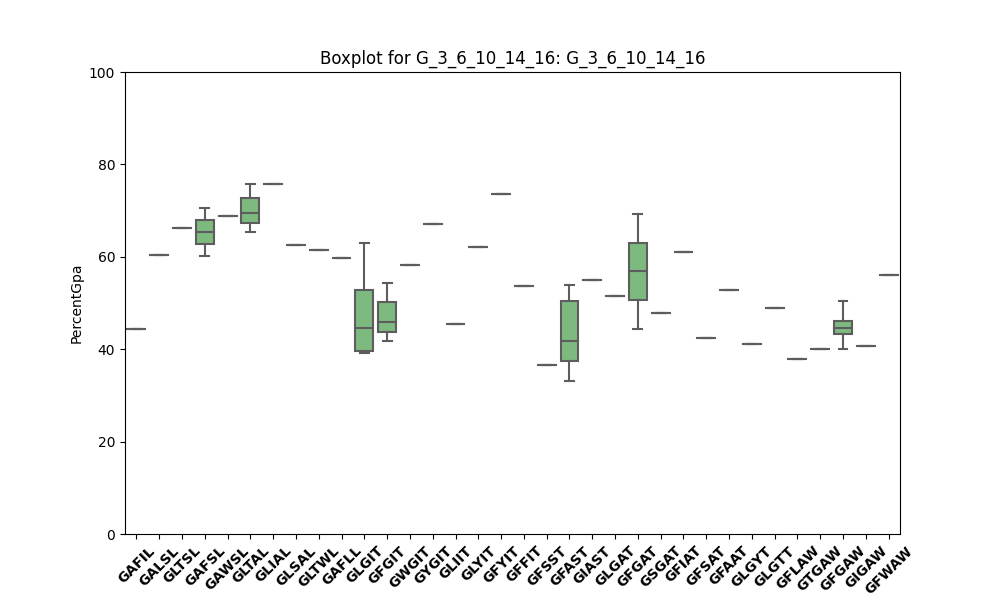 Boxplot for G_3_6_10_14_16: G_3_6_10_14_16
PercentGpa
100
80
60
40
20
0
GAFIL
GALSL
GLTSL
GAFSL
GAWSL
GLTAL
GLIAL
GLSAL
GLTWL
GAFLL
GLGIT
GFGIT
GWGIT
GYGIT
GLIIT
GLYIT
GFYIT
GFFIT
GFSST
GFAST
GIAST
GLGAT
GFGAT
GSGAT
GFIAT
GFSAT
GFAAT
GLGYT
GLGTT
GFLAW
GTGAW
GFGAW
GIGAW
GFWAW